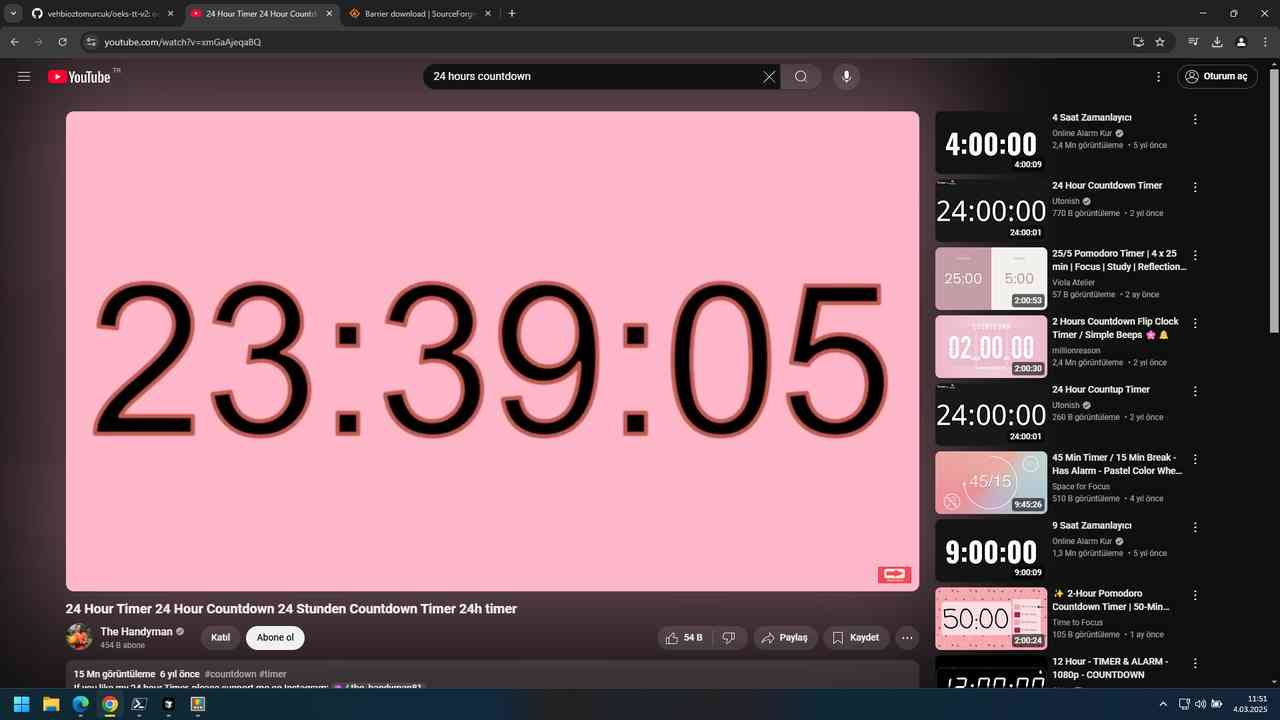 vehbioztomurcuk/oeks-tt-v2: o
24 Hour Timer 24 Hour Countd
Barrier download | SourceForg
youtube.com/watch?v=xmGaAjeqaBQ
YouTube TR
24 hours countdown
Oturum aç
23:39:05
24 Hour Timer 24 Hour Countdown 24 Stunden Countdown Timer 24h timer
The Handyman
454 B abone
Katıl
Abone ol
54 B
Paylaş
Kaydet
15 Mn görüntüleme 6 yıl önce #countdown #timer
If you like my 24 hour Timer, please support me on Instagram: / the_handyman81
4:00:00
4:00:09
4 Saat Zamanlayıcı
Online Alarm Kur
2,4 Mn görüntüleme • 5 yıl önce
24:00:00
24:00:01
24 Hour Countdown Timer
Utonish
770 B görüntüleme • 2 yıl önce
25:00
5:00
2:00:53
25/5 Pomodoro Timer | 4 x 25
min | Focus | Study | Reflection...
Viola Atelier
57 B görüntüleme • 2 ay önce
COUNTDOWN
02 00 00
2:00:30
2 Hours Countdown Flip Clock
Timer / Simple Beeps 🌸 🔔
millionreason
2,4 Mn görüntüleme • 2 yıl önce
24:00:00
24:00:01
24 Hour Countup Timer
Utonish
260 B görüntüleme • 2 yıl önce
45/15
9:45:26
45 Min Timer / 15 Min Break -
Has Alarm - Pastel Color Whe...
Space for Focus
510 B görüntüleme • 4 yıl önce
9:00:00
9:00:09
9 Saat Zamanlayıcı
Online Alarm Kur
1,3 Mn görüntüleme • 5 yıl önce
50:00
2:00:24
✨ 2-Hour Pomodoro
Countdown Timer | 50-Min...
Time to Focus
105 B görüntüleme • 1 ay önce
12:00:00
12 Hour - TIMER & ALARM -
1080p - COUNTDOWN
11:51
4.03.2025